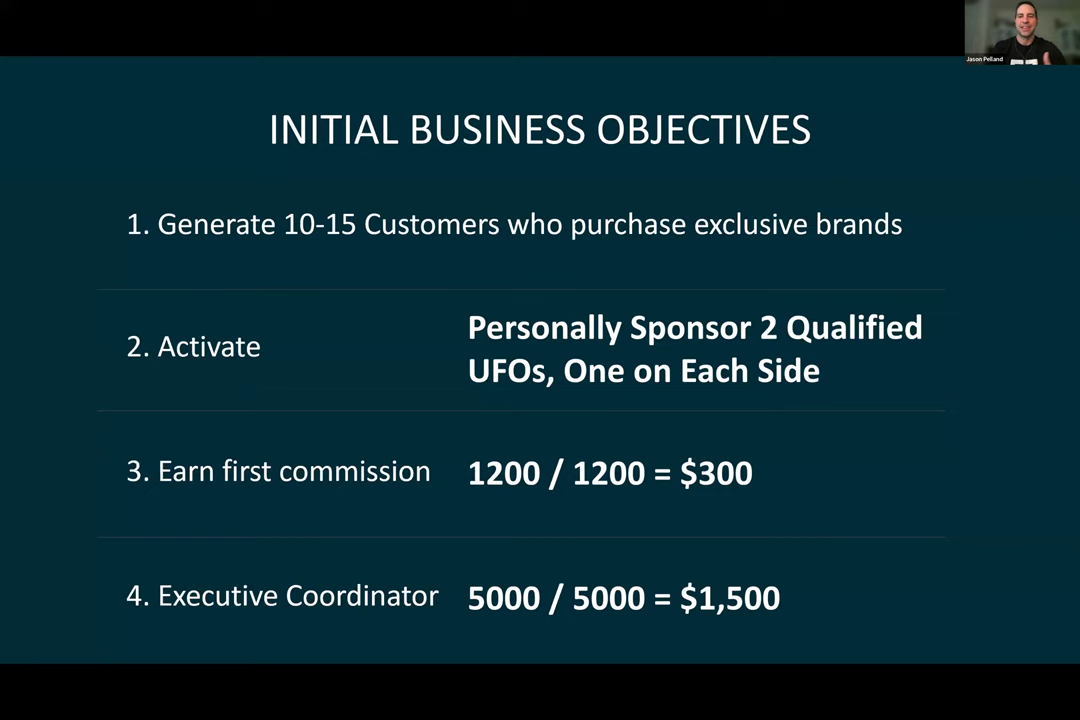 Jason Pelland
INITIAL BUSINESS OBJECTIVES
1. Generate 10-15 Customers who purchase exclusive brands
2. Activate
Personally Sponsor 2 Qualified
UFOs, One on Each Side
3. Earn first commission
1200 / 1200 = $300
4. Executive Coordinator
5000 / 5000 = $1,500